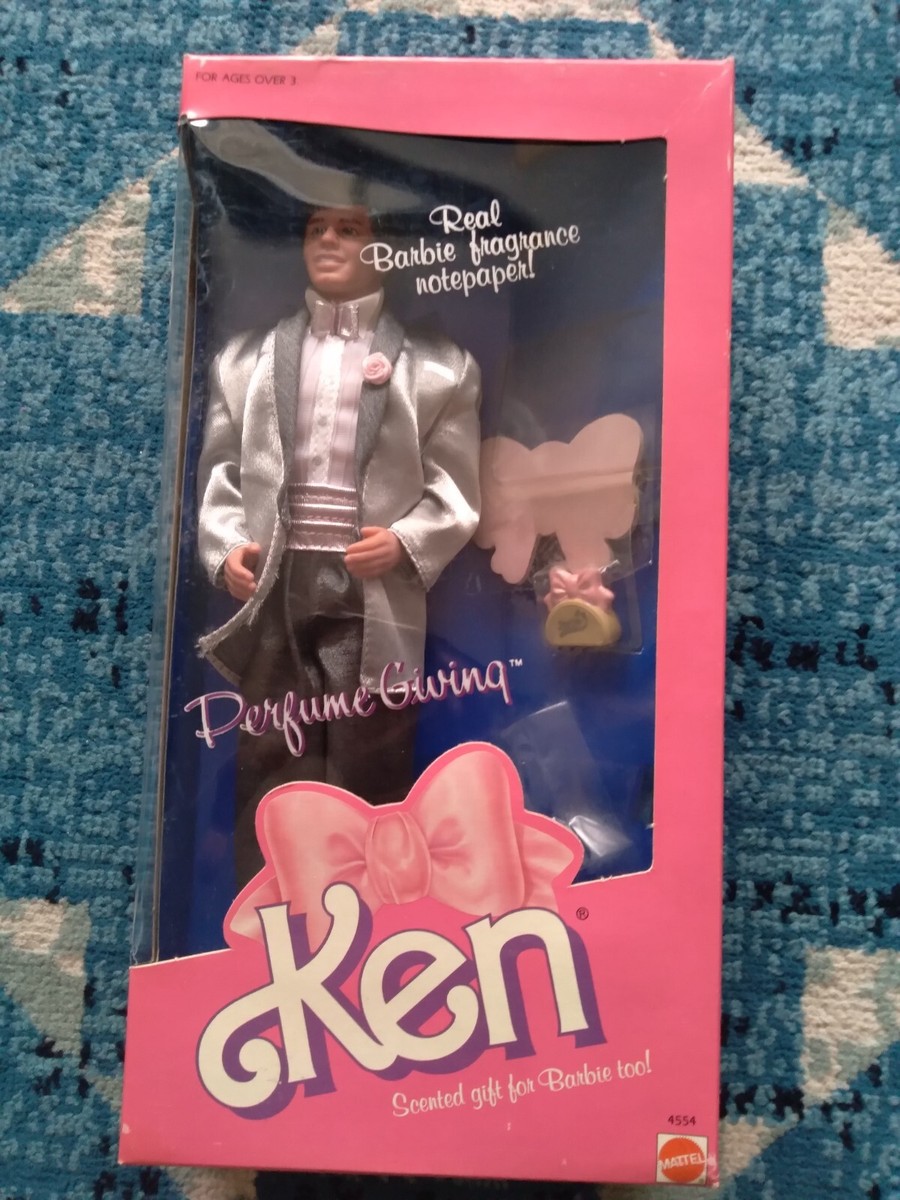 FOR AGES OVER 3.
Real
Barbie fragrance
notepaper!
Perfume Giving™
Ken®
Scented gift for Barbie too!
4554
MATTEL